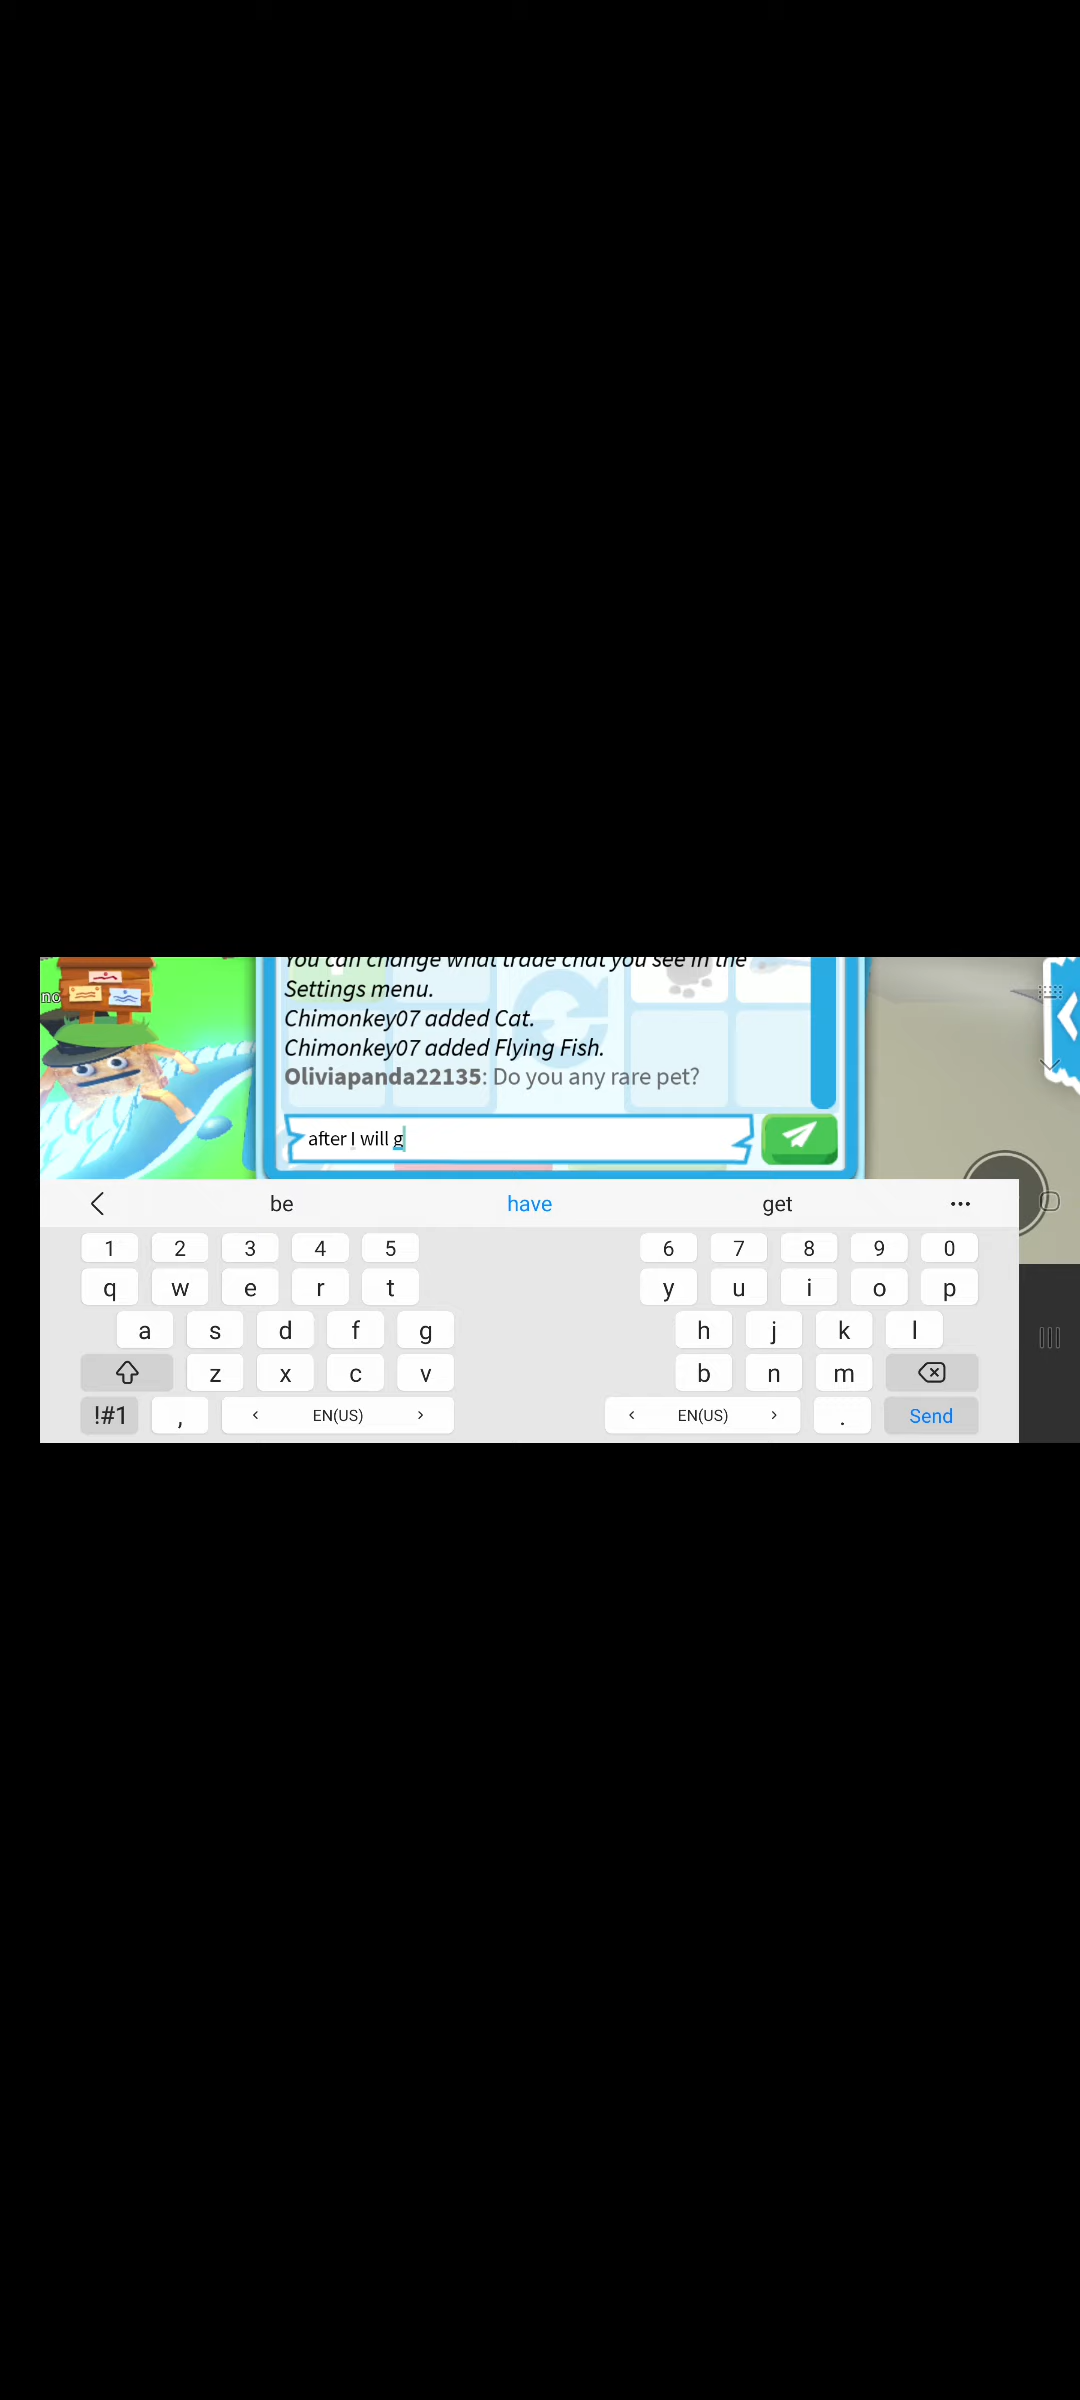 You can change what trade chat you see in the
Settings menu.
no
Chimonkey07 added Cat.
Chimonkey07 added Flying Fish.
Oliviapanda22135: Do you any rare pet?
after I will g
be have get ...
1 2 3 4 5 6 7 8 9 0
q w e r t y u i o p
a s d f g h j k l
z x c v b n m
!#1 , < EN(US) > < EN(US) > . Send